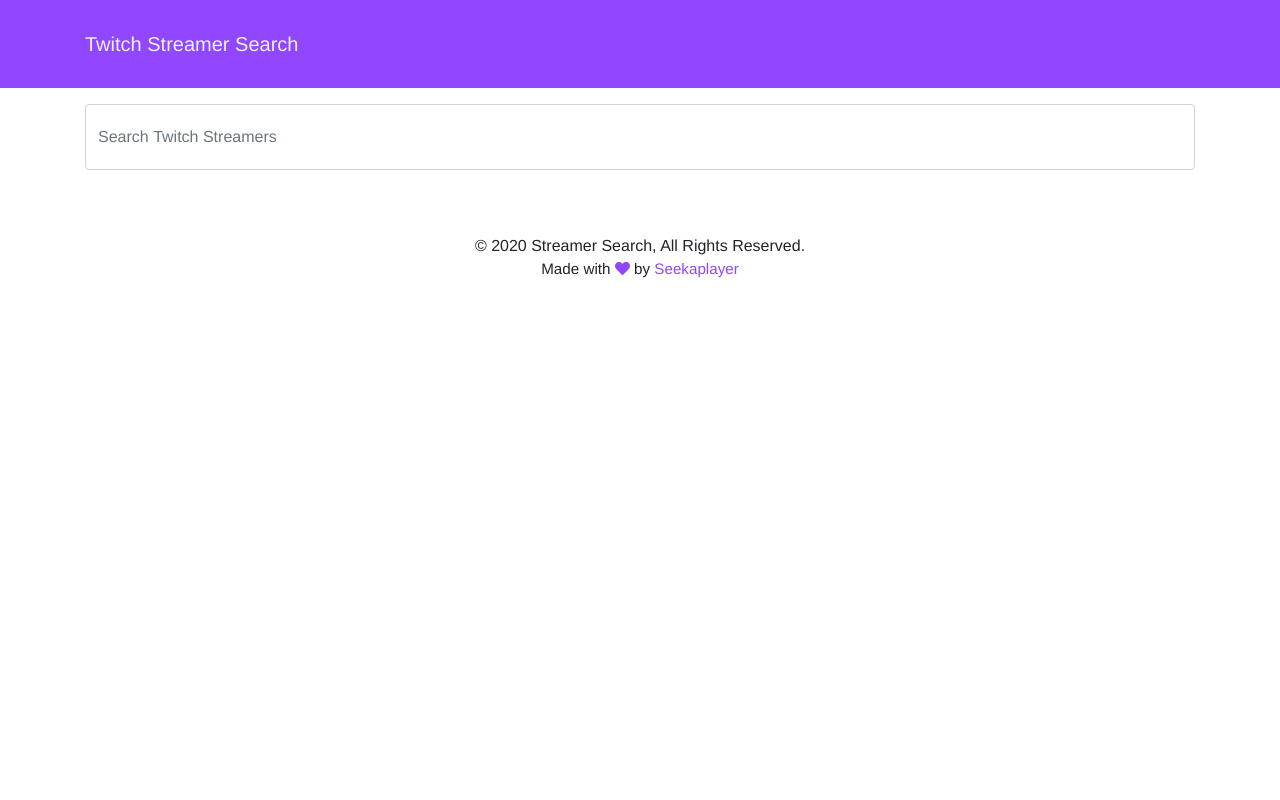 Twitch Streamer Search
Search Twitch Streamers
© 2020 Streamer Search, All Rights Reserved.
Made with by Seekaplayer